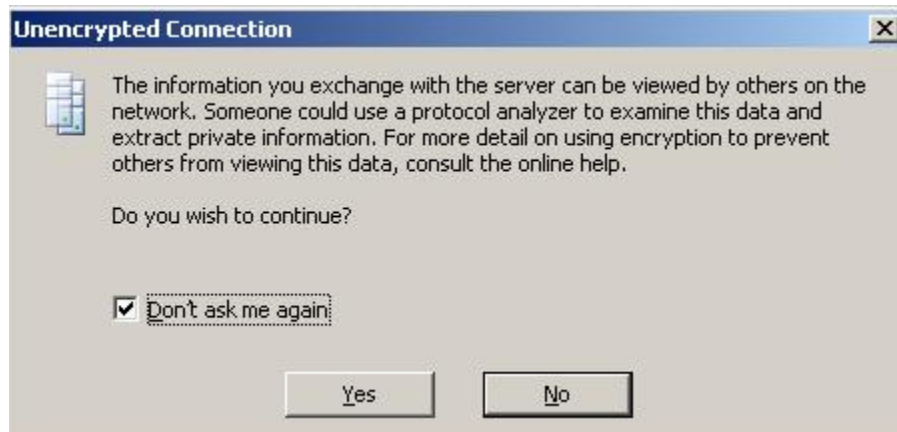 Unencrypted Connection
The information you exchange with the server can be viewed by others on the
network. Someone could use a protocol analyzer to examine this data and
extract private information. For more detail on using encryption to prevent
others from viewing this data, consult the online help.
Do you wish to continue?
Don't ask me again
Yes No